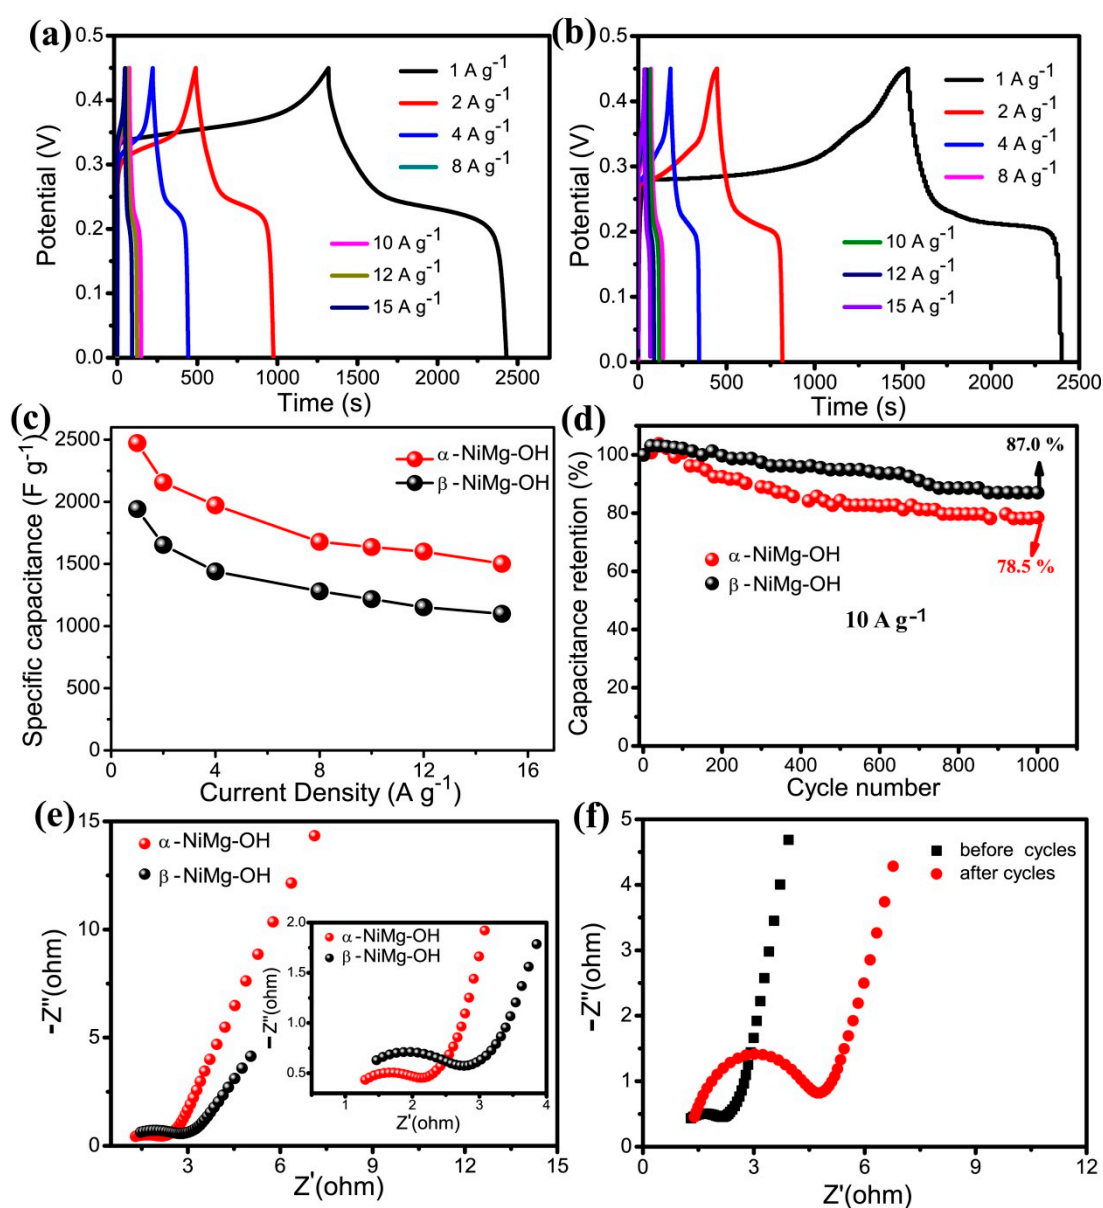 (a)
0.5
0.4
0.3
0.2
0.1
0.0
Potential (V)
1 A g⁻¹
2 A g⁻¹
4 A g⁻¹
8 A g⁻¹
10 A g⁻¹
12 A g⁻¹
15 A g⁻¹
0 500 1000 1500 2000 2500
Time (s)
(b)
0.5
0.4
0.3
0.2
0.1
0.0
Potential (V)
1 A g⁻¹
2 A g⁻¹
4 A g⁻¹
8 A g⁻¹
10 A g⁻¹
12 A g⁻¹
15 A g⁻¹
0 500 1000 1500 2000 2500
Time (s)
(c)
2500
2000
1500
1000
500
0
Specific capacitance (F g⁻¹)
α-NiMg-OH
β-NiMg-OH
0 4 8 12 16
Current Density (A g⁻¹)
(d)
100
80
60
40
20
0
Capacitance retention (%)
87.0 %
78.5 %
α-NiMg-OH
β-NiMg-OH
10 A g⁻¹
0 200 400 600 800 1000
Cycle number
(e)
15
10
5
0
-Z''(ohm)
α-NiMg-OH
β-NiMg-OH
2.0
1.5
1.0
0.5
-Z''(ohm)
α-NiMg-OH
β-NiMg-OH
1 2 3 4
Z'(ohm)
3 6 9 12 15
Z'(ohm)
(f)
5
4
3
2
1
0
-Z''(ohm)
before cycles
after cycles
0 3 6 9 12
Z'(ohm)